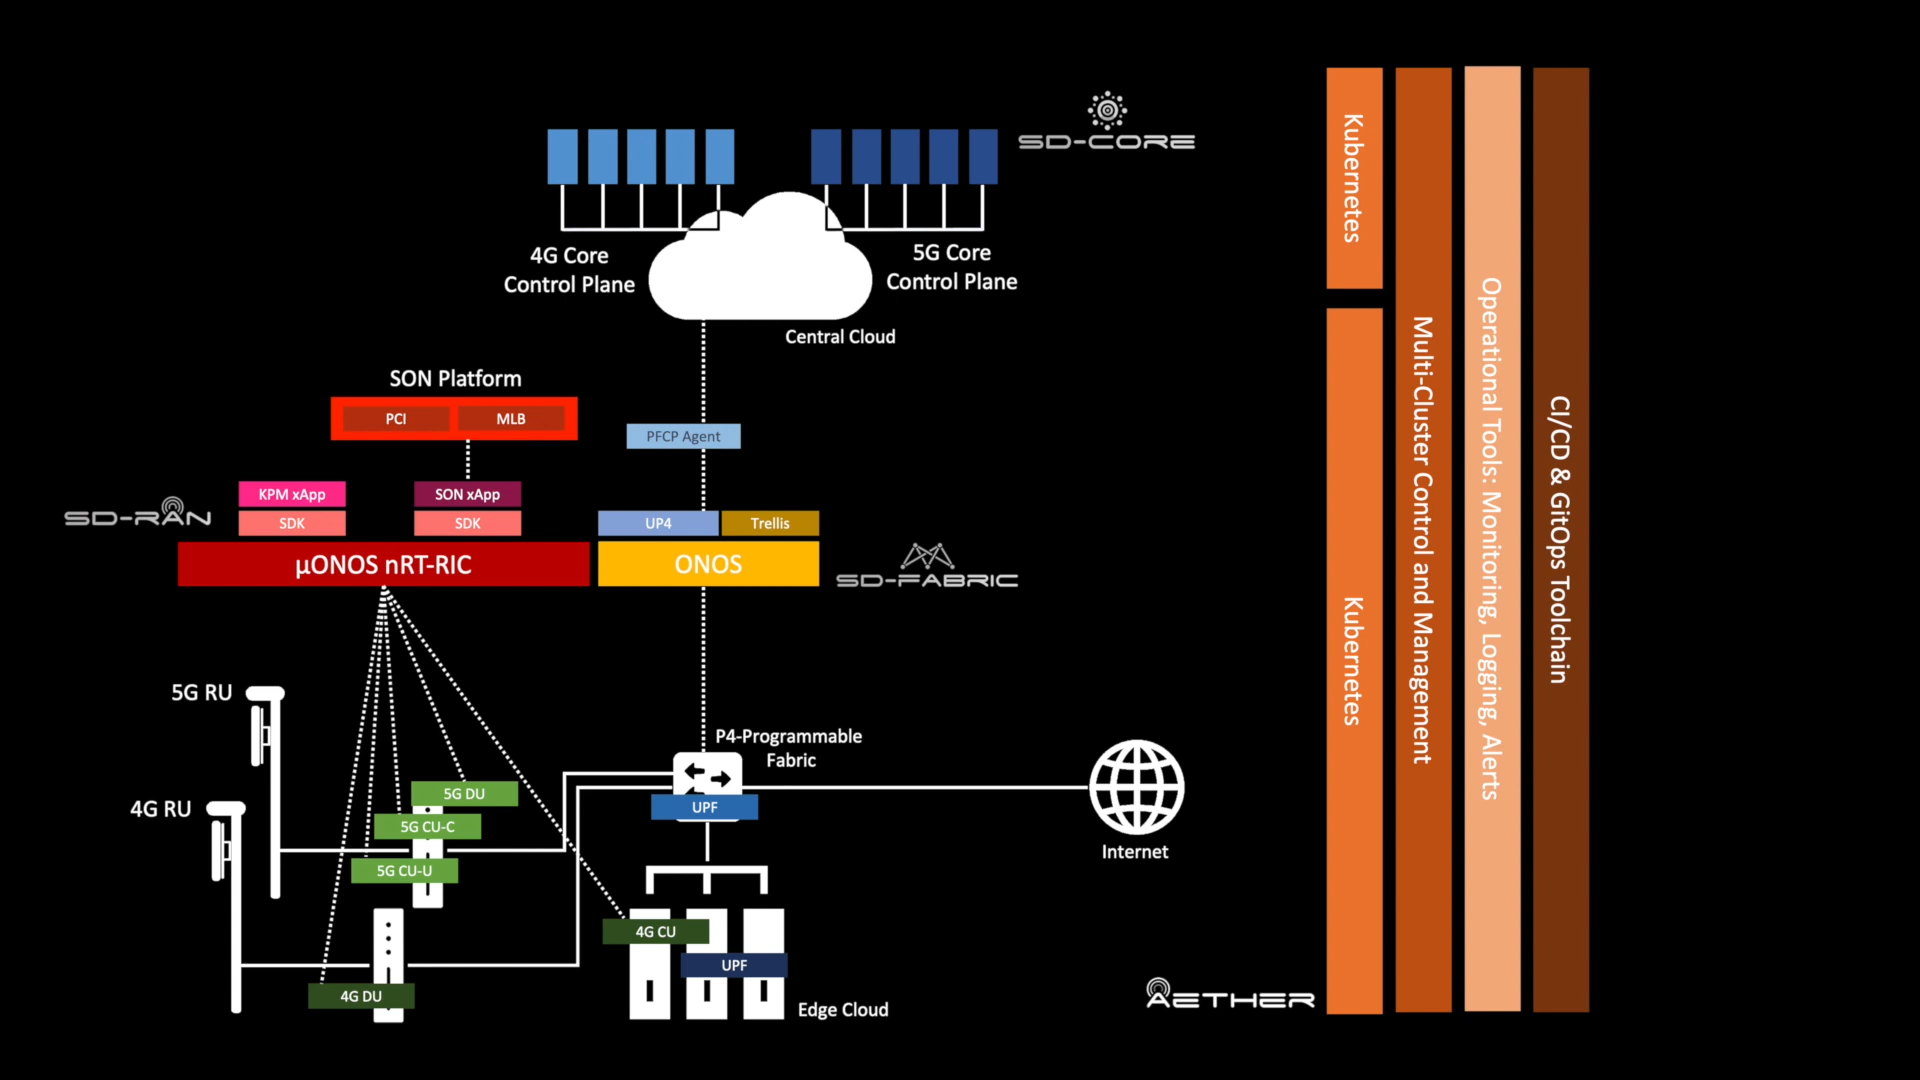 SD-CORE
4G Core
Control Plane
5G Core
Control Plane
Central Cloud
SON Platform
PCI
MLB
PFCP Agent
SD-RAN
KPM xApp
SDK
SON xApp
SDK
UP4
Trellis
µONOS nRT-RIC
ONOS
SD-FABRIC
5G RU
4G RU
5G DU
5G CU-C
5G CU-U
4G DU
P4-Programmable
Fabric
UPF
Internet
4G CU
UPF
Edge Cloud
AETHER
Kubernetes
Kubernetes
Multi-Cluster Control and Management
Operational Tools: Monitoring, Logging, Alerts
CI/CD & GitOps Toolchain